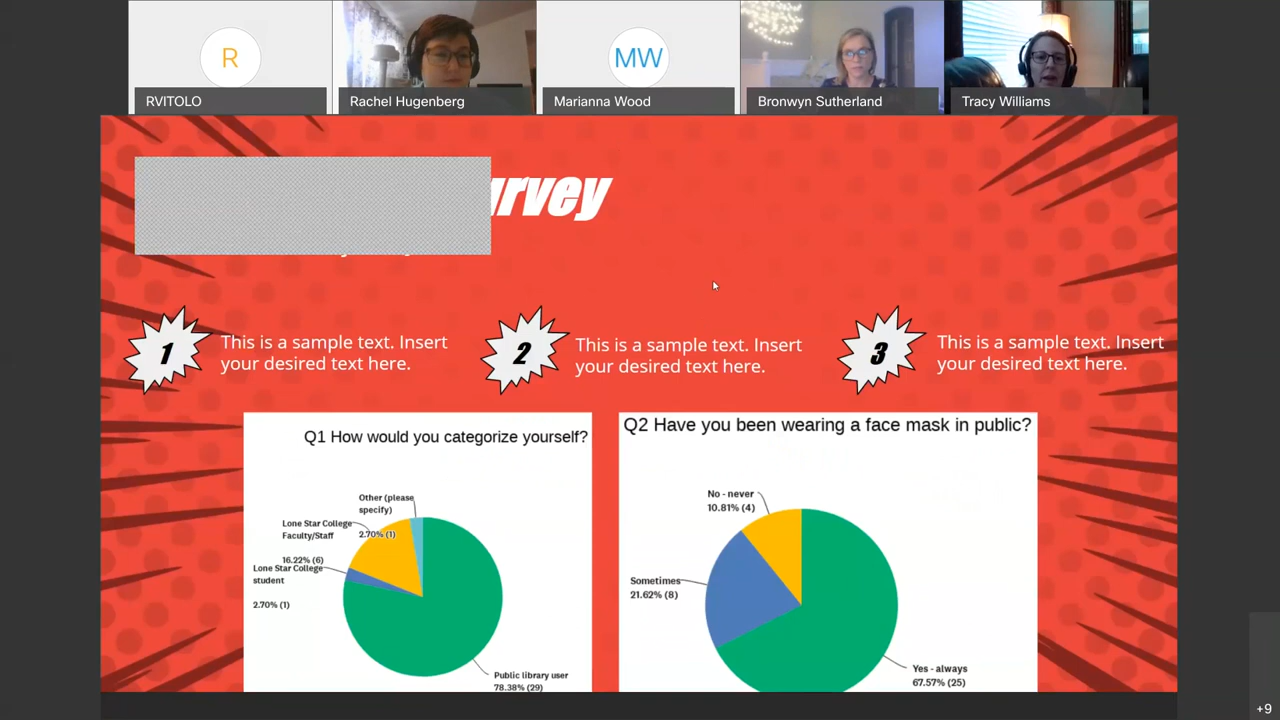 R
MW
RVITOLO
Rachel Hugenberg
Marianna Wood
Bronwyn Sutherland
Tracy Williams
1
This is a sample text. Insert
your desired text here.
2
This is a sample text. Insert
your desired text here.
3
This is a sample text. Insert
your desired text here.
Q1 How would you categorize yourself?
Other (please
specify)
2.70% (1)
Lone Star College
Faculty/Staff
16.22% (6)
Lone Star College
student
2.70% (1)
Public library user
78.38% (29)
Q2 Have you been wearing a face mask in public?
No - never
10.81% (4)
Sometimes
21.62% (8)
Yes - always
67.57% (25)
+9